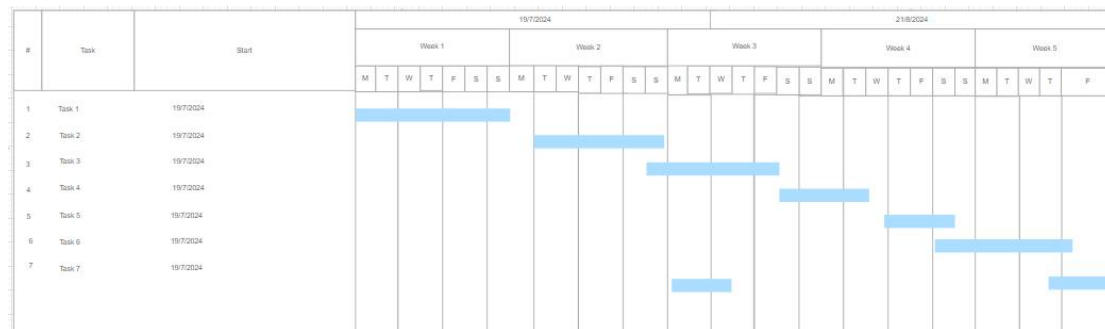 19/7/2024 21/8/2024
# Task Start Week 1 Week 2 Week 3 Week 4 Week 5
M T W T F S S M T W T F S S M T W T F S S M T W T F S S M T W T F
1 Task 1 19/7/2024
2 Task 2 19/7/2024
3 Task 3 19/7/2024
4 Task 4 19/7/2024
5 Task 5 19/7/2024
6 Task 6 19/7/2024
7 Task 7 19/7/2024